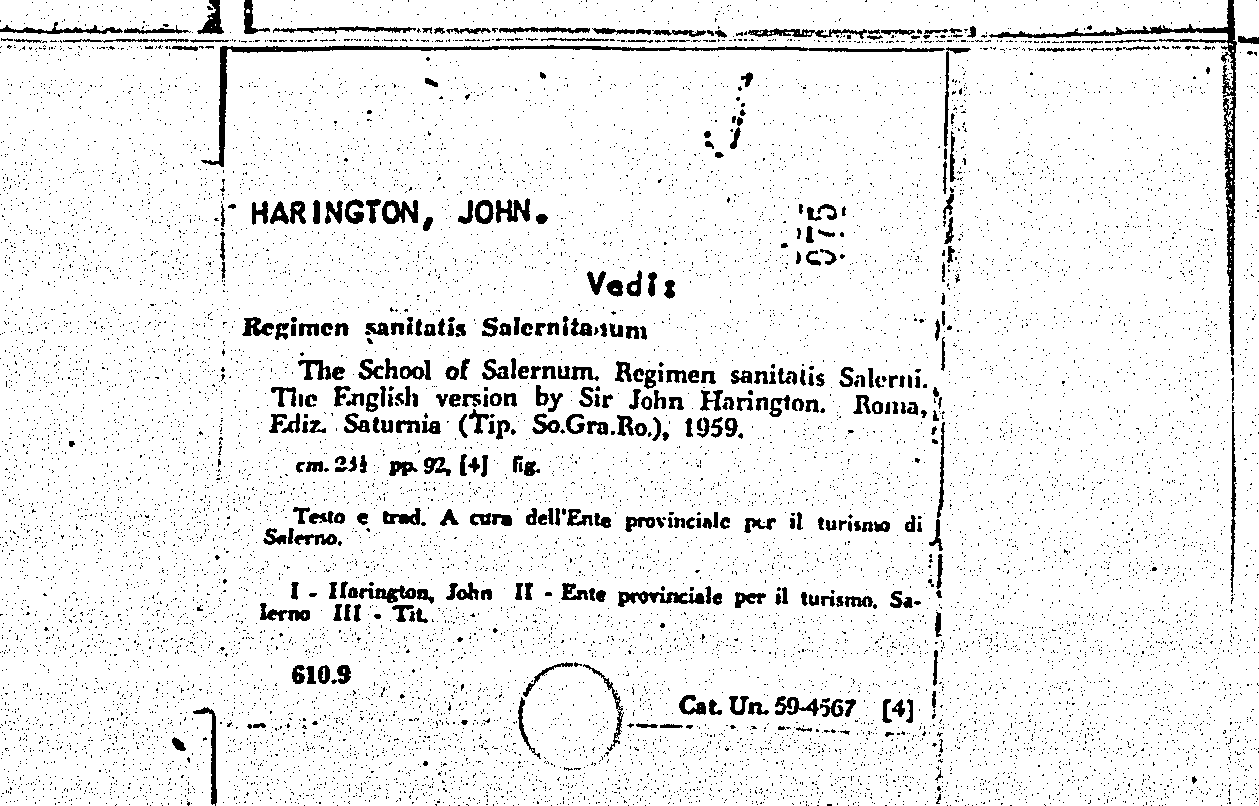 HARINGTON, JOHN.
Vedi:
Regimen sanitatis Salernitanum
The School of Salernum. Regimen sanitatis Salerni.
The English version by Sir John Harington. Roma,
Ediz. Saturnia (Tip. So.Gra.Ro.), 1959.
cm. pp. 92, [4] fig.
Testo e trad. A cura dell'Ente provinciale per il turismo di
Salerno.
I - Harington, John II - Ente provinciale per il turismo. Sa-
lerno III - Tit.
610.9
Cat. Un. 59-4567 [4]